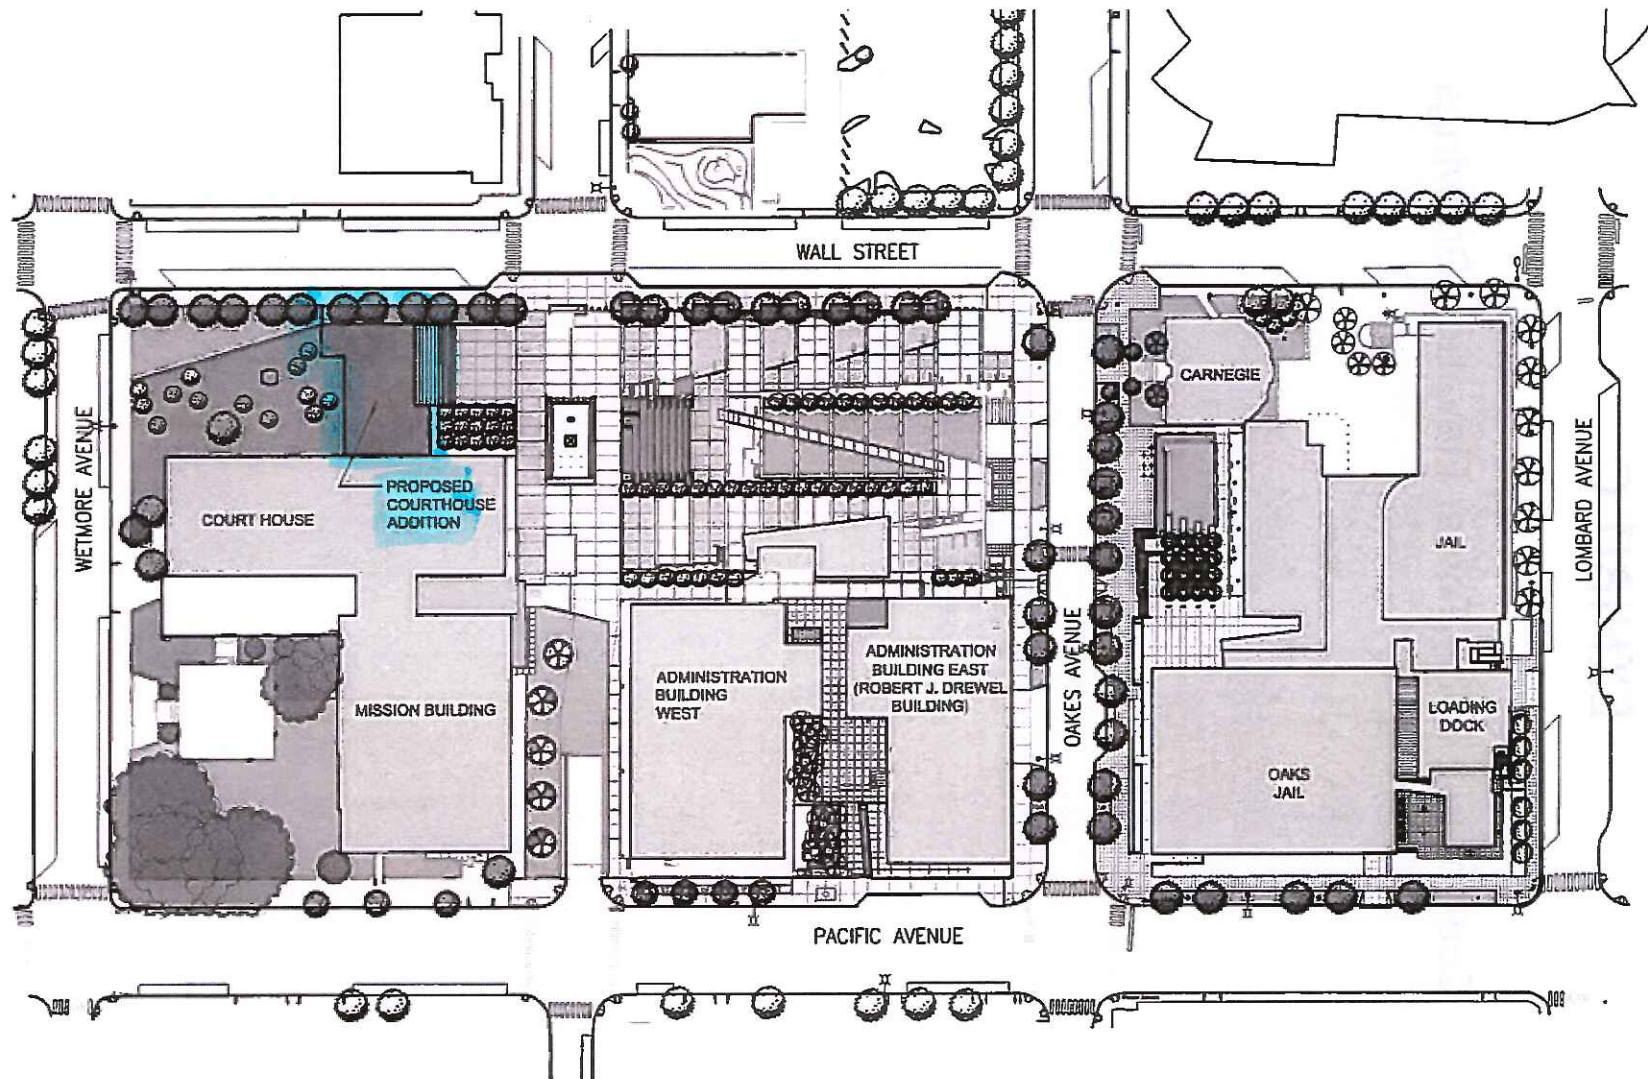 WALL STREET
CARNEGIE
WETMORE AVENUE
PROPOSED
COURTHOUSE
ADDITION
COURT HOUSE
JAIL
LOMBARD AVENUE
ADMINISTRATION
BUILDING
WEST
ADMINISTRATION
BUILDING EAST
(ROBERT J. DREWEL
BUILDING)
OAKES AVENUE
MISSION BUILDING
LOADING
DOCK
OAKS
JAIL
PACIFIC AVENUE